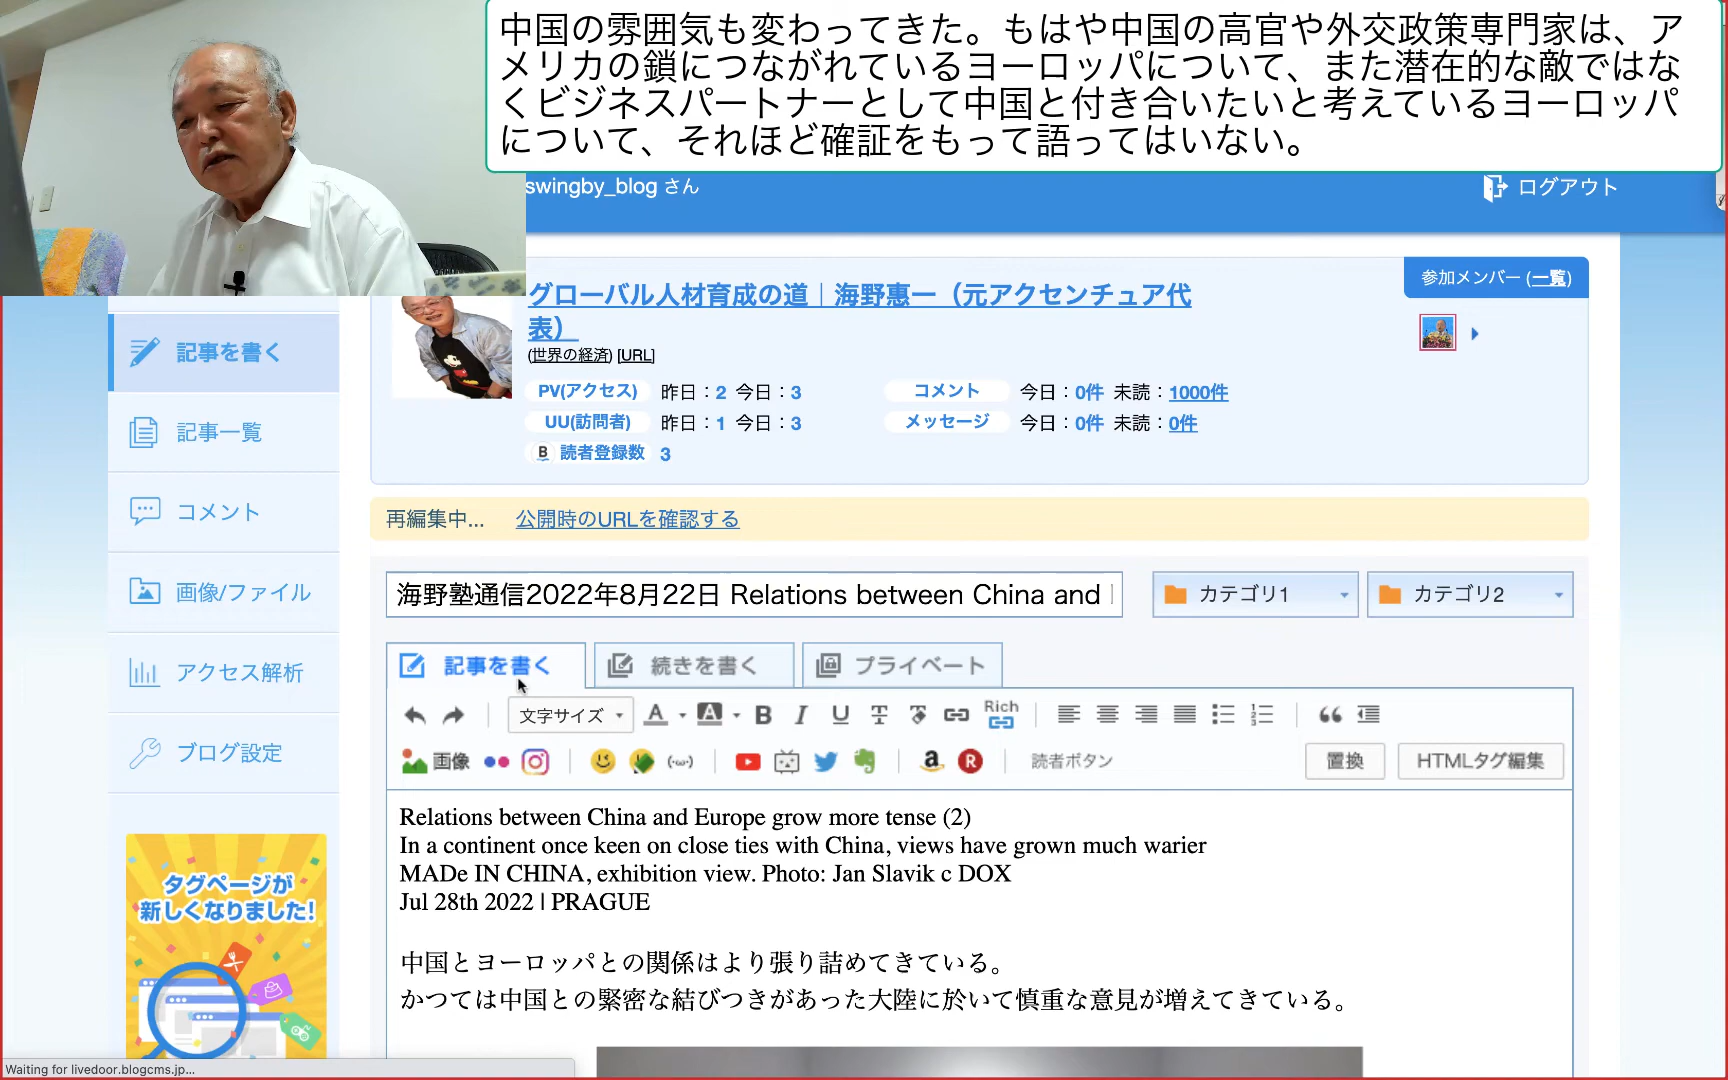 中国の雰囲気も変わってきた。もはや中国の高官や外交政策専門家は、ア
メリカの鎖につながれているヨーロッパについて、また潜在的な敵ではな
くビジネスパートナーとして中国と付き合いたいと考えているヨーロッパ
について、それほど確証をもって語ってはいない。
swingby_blog さん
ログアウト
参加メンバー (一覧)
グローバル人材育成の道｜海野惠一（元アクセンチュア代
表）
(世界の経済) [URL]
PV(アクセス) 昨日：2 今日：3 コメント 今日：0件 未読：1000件
UU(訪問者) 昨日：1 今日：3 メッセージ 今日：0件 未読：0件
B 読者登録数 3
記事を書く
記事一覧
コメント
画像/ファイル
アクセス解析
ブログ設定
タグページが
新しくなりました!
再編集中... 公開時のURLを確認する
海野塾通信2022年8月22日 Relations between China and
カテゴリ1
カテゴリ2
記事を書く
続きを書く
プライベート
文字サイズ A A B I U T Rich
画像 a R 読者ボタン 置換 HTMLタグ編集
Relations between China and Europe grow more tense (2)
In a continent once keen on close ties with China, views have grown much warier
MADe IN CHINA, exhibition view. Photo: Jan Slavik c DOX
Jul 28th 2022 | PRAGUE
中国とヨーロッパとの関係はより張り詰めてきている。
かつては中国との緊密な結びつきがあった大陸に於いて慎重な意見が増えてきている。
Waiting for livedoor.blogcms.jp...